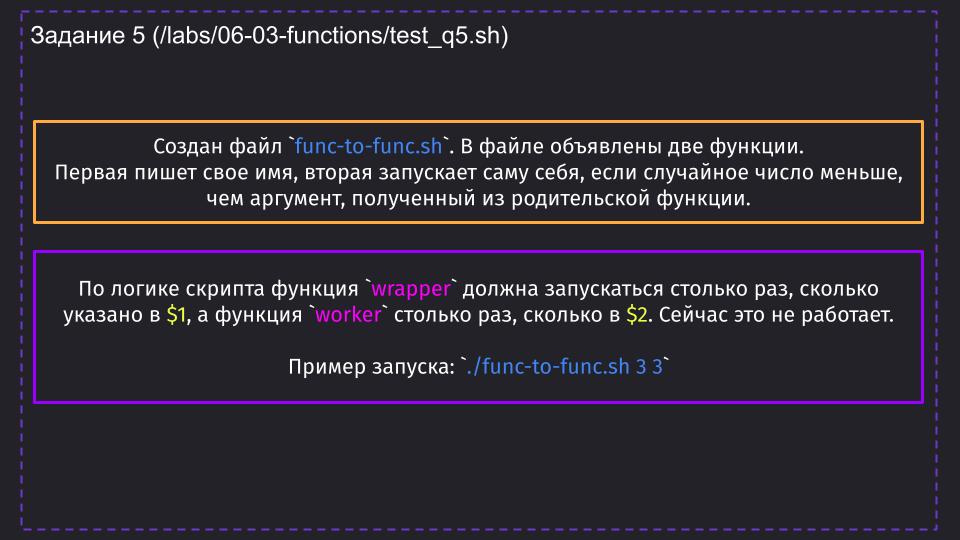 Задание 5 (/labs/06-03-functions/test_q5.sh)
Создан файл `func-to-func.sh`. В файле объявлены две функции.
Первая пишет свое имя, вторая запускает саму себя, если случайное число меньше,
чем аргумент, полученный из родительской функции.
По логике скрипта функция `wrapper` должна запускаться столько раз, сколько
указано в $1, а функция `worker` столько раз, сколько в $2. Сейчас это не работает.
Пример запуска: `./func-to-func.sh 3 3`